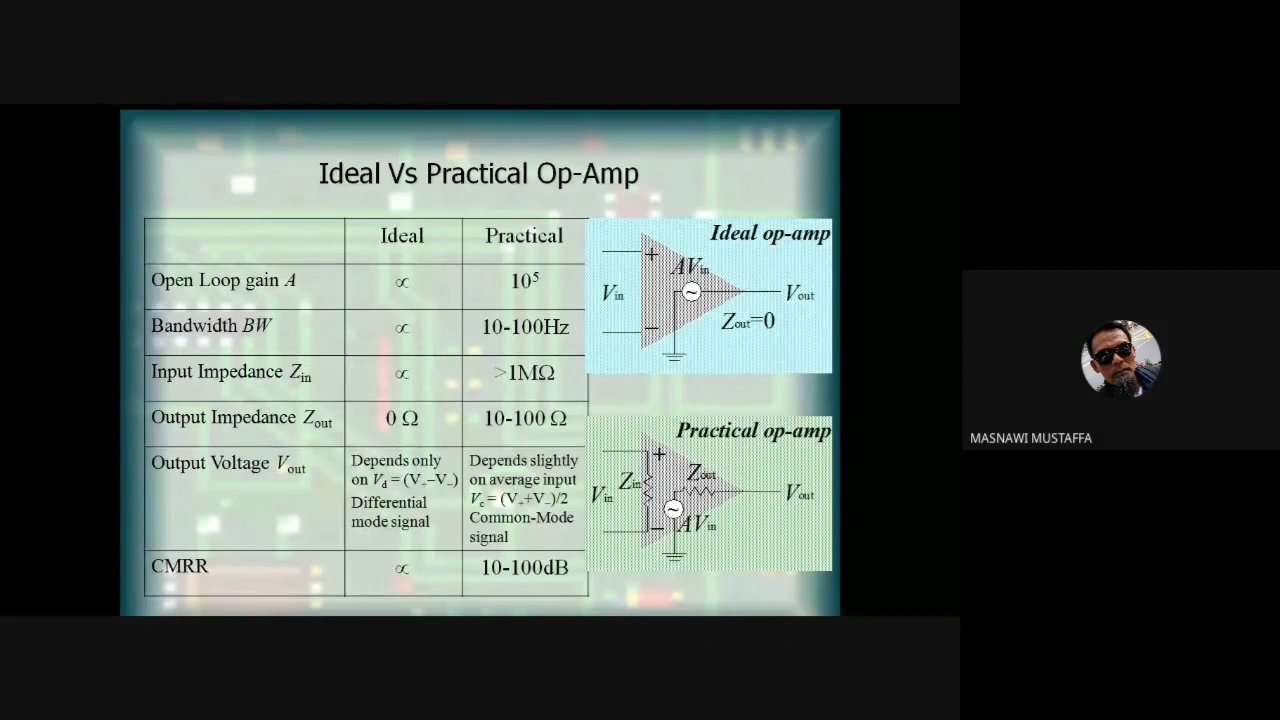 Ideal Vs Practical Op-Amp
Ideal Practical
Open Loop gain A ∝ 10⁵
Bandwidth BW ∝ 10-100Hz
Input Impedance Zin ∝ >1MΩ
Output Impedance Zout 0 Ω 10-100 Ω
Output Voltage Vout
Depends only
on Vd = (V+−V−)
Differential
mode signal
Depends slightly
on average input
Vc = (V++V−)/2
Common-Mode
signal
CMRR ∝ 10-100dB
Ideal op-amp
+
AVin
~
Vin
Vout
Zout=0
−
Practical op-amp
+
Zout
Zin
Vin
Vout
~
AVin
−
MASNAWI MUSTAFFA